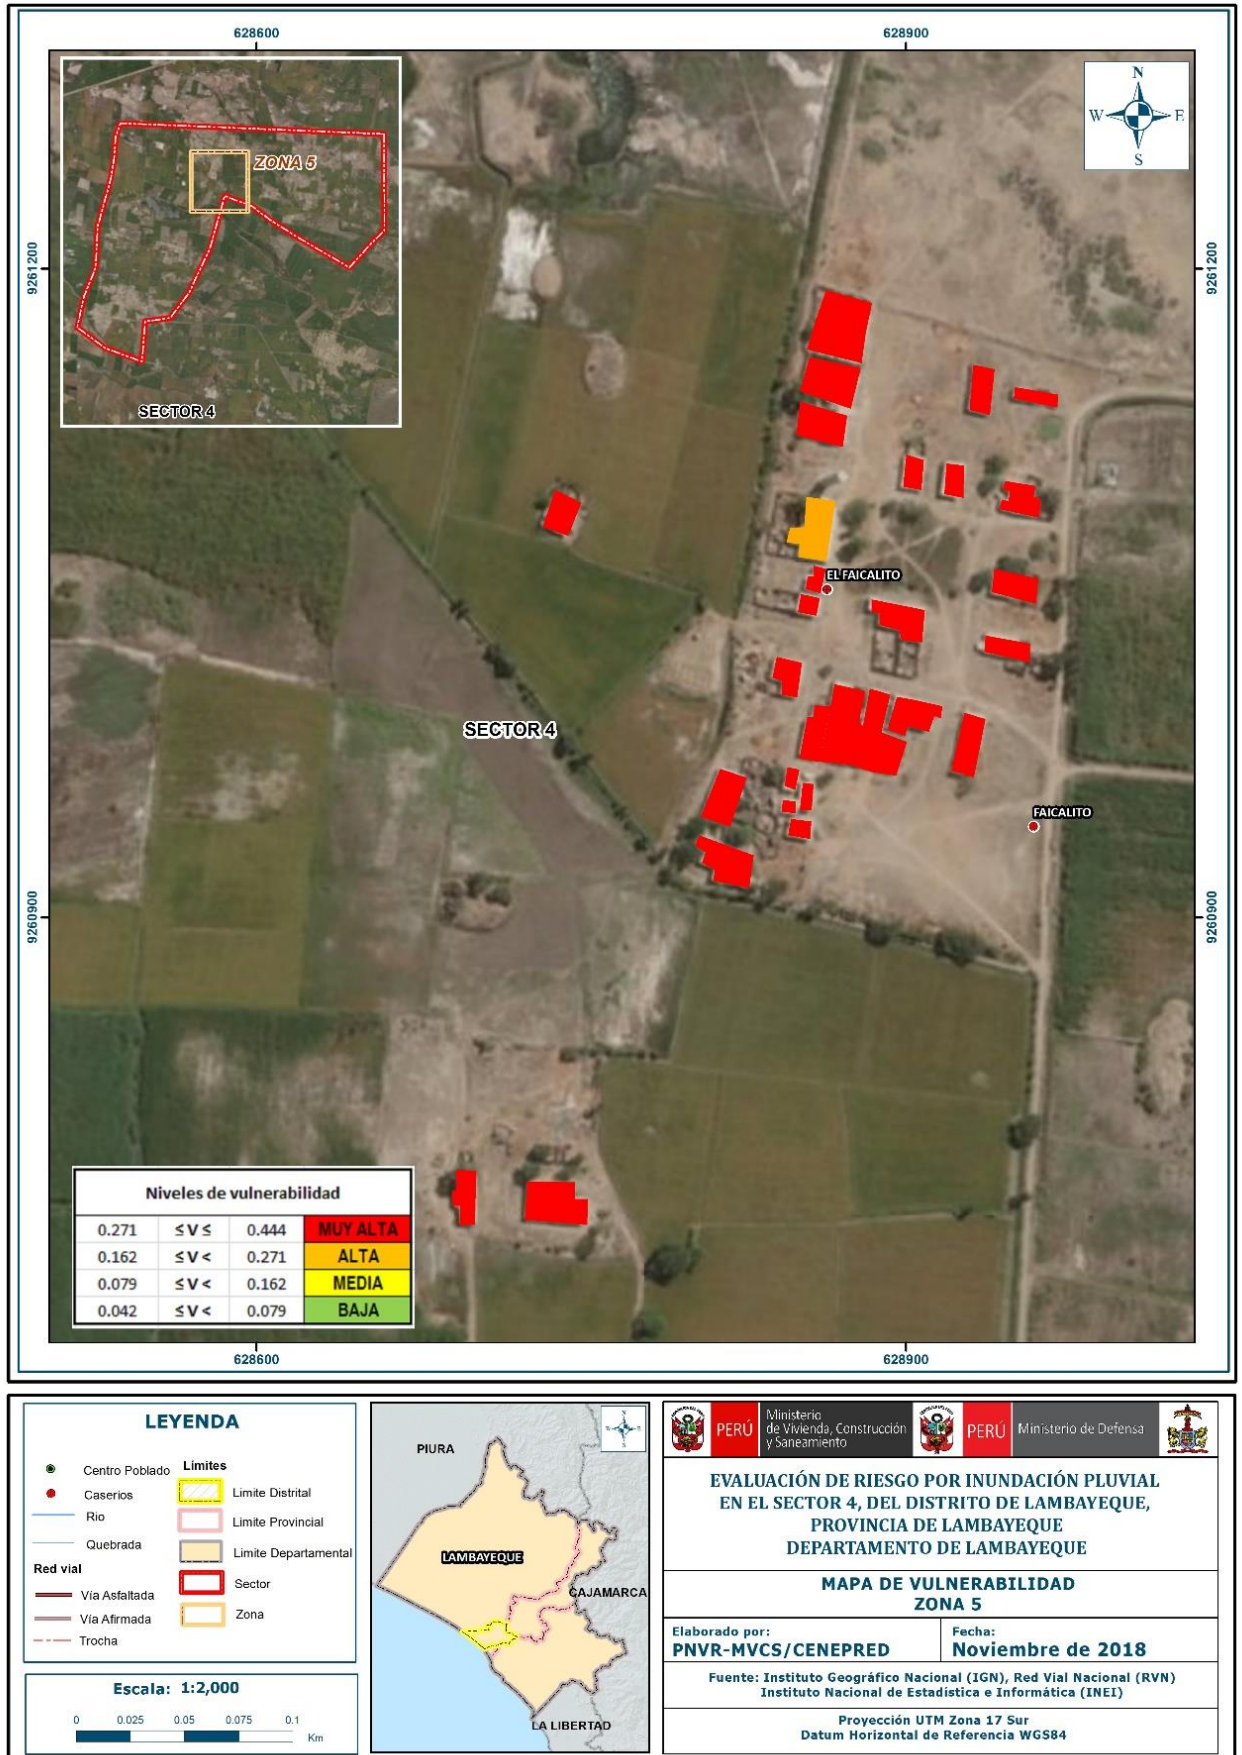 628600
628900
N
W
E
S
ZONA 5
SECTOR 4
9261200
9261200
EL FAICALITO
SECTOR 4
FAICALITO
9260900
9260900
Niveles de vulnerabilidad
0.271 ≤ V ≤ 0.444 MUY ALTA
0.162 ≤ V < 0.271 ALTA
0.079 ≤ V < 0.162 MEDIA
0.042 ≤ V < 0.079 BAJA
628600
628900
LEYENDA
Centro Poblado
Caserios
Rio
Quebrada
Red vial
Vía Asfaltada
Vía Afirmada
Trocha
Limites
Limite Distrital
Limite Provincial
Limite Departamental
Sector
Zona
Escala: 1:2,000
0 0.025 0.05 0.075 0.1
Km
PIURA
LAMBAYEQUE
CAJAMARCA
LA LIBERTAD
PERÚ
Ministerio
de Vivienda, Construcción
y Saneamiento
PERÚ
Ministerio de Defensa
EVALUACIÓN DE RIESGO POR INUNDACIÓN PLUVIAL
EN EL SECTOR 4, DEL DISTRITO DE LAMBAYEQUE,
PROVINCIA DE LAMBAYEQUE
DEPARTAMENTO DE LAMBAYEQUE
MAPA DE VULNERABILIDAD
ZONA 5
Elaborado por:
PNVR-MVCS/CENEPRED
Fecha:
Noviembre de 2018
Fuente: Instituto Geográfico Nacional (IGN), Red Vial Nacional (RVN)
Instituto Nacional de Estadística e Informática (INEI)
Proyección UTM Zona 17 Sur
Datum Horizontal de Referencia WGS84